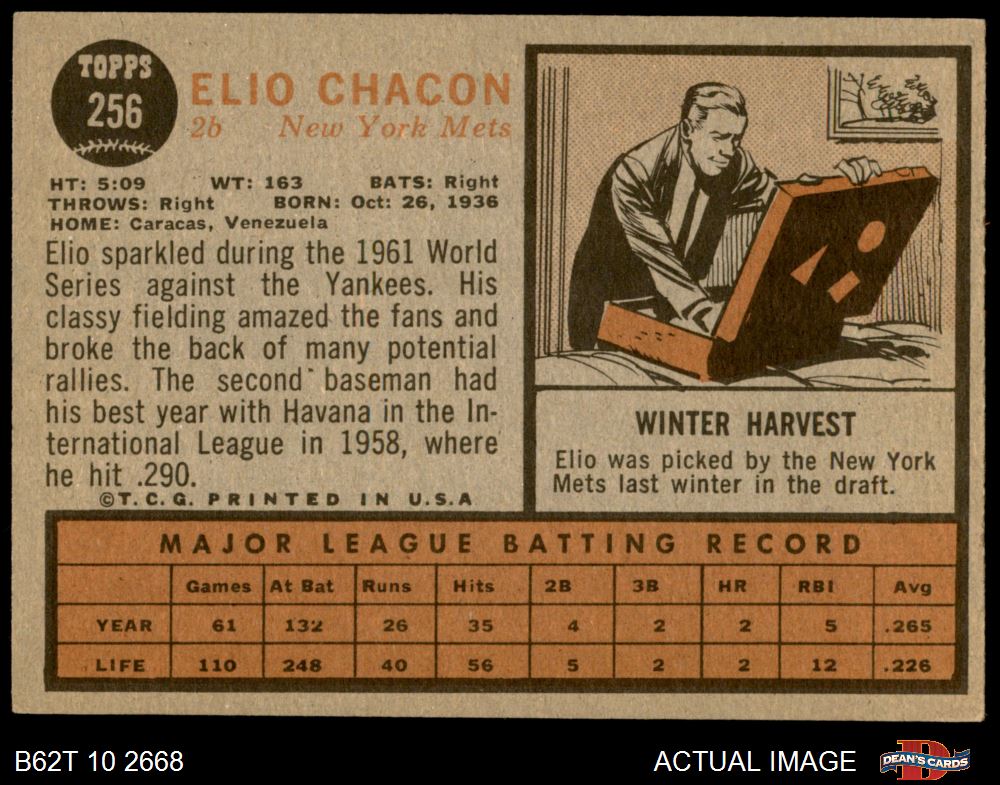 TOPPS
256
ELIO CHACON
2b New York Mets
HT: 5:09 WT: 163 BATS: Right
THROWS: Right BORN: Oct: 26, 1936
HOME: Caracas, Venezuela
Elio sparkled during the 1961 World
Series against the Yankees. His
classy fielding amazed the fans and
broke the back of many potential
rallies. The second baseman had
his best year with Havana in the In-
ternational League in 1958, where
he hit .290.
©T.C.G. PRINTED IN U.S.A
WINTER HARVEST
Elio was picked by the New York
Mets last winter in the draft.
MAJOR LEAGUE BATTING RECORD
Games At Bat Runs Hits 2B 3B HR RBI Avg
YEAR 61 132 26 35 4 2 2 5 .265
LIFE 110 248 40 56 5 2 2 12 .226
B62T 10 2668 ACTUAL IMAGE DEAN'S CARDS